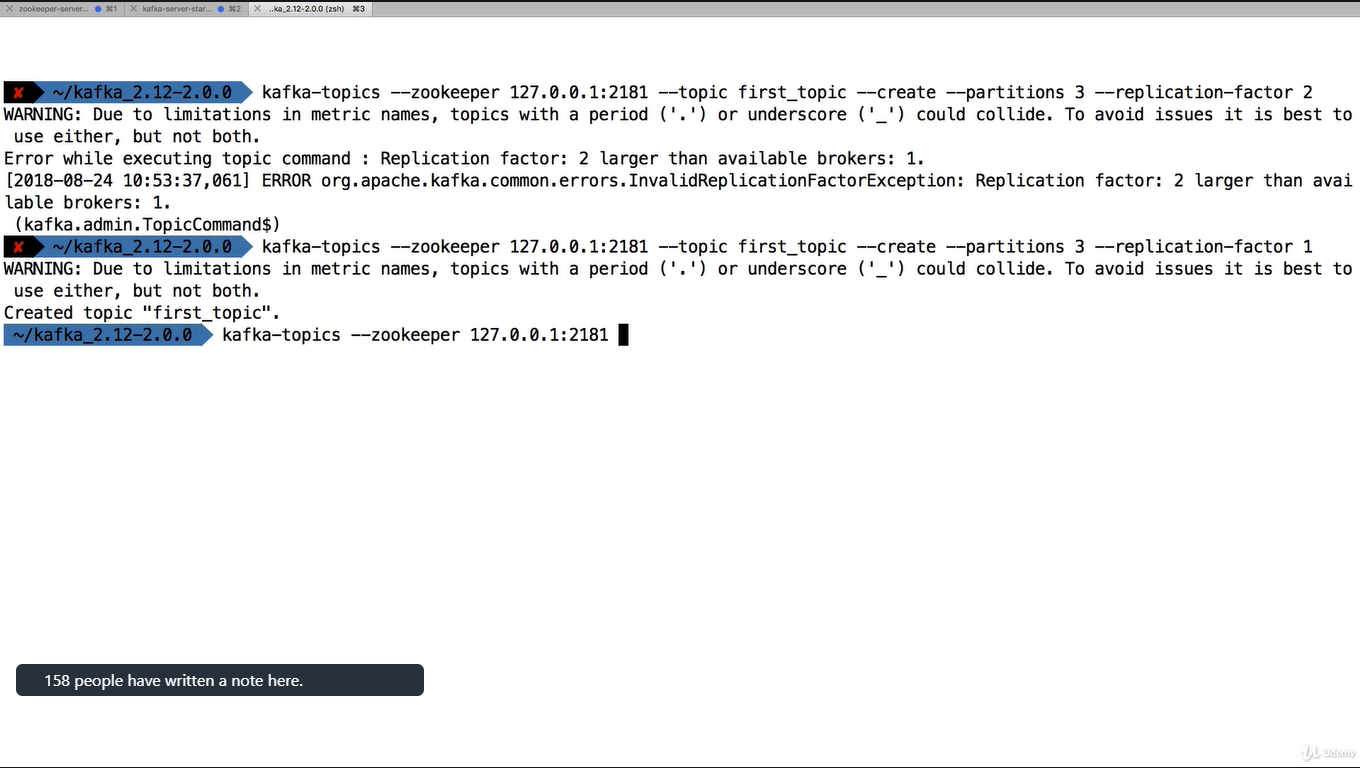 zookeeper-server... ⌘1 kafka-server-star... ⌘2 ..ka_2.12-2.0.0 (zsh) ⌘3
✘ ~/kafka_2.12-2.0.0 kafka-topics --zookeeper 127.0.0.1:2181 --topic first_topic --create --partitions 3 --replication-factor 2
WARNING: Due to limitations in metric names, topics with a period ('.') or underscore ('_') could collide. To avoid issues it is best to
use either, but not both.
Error while executing topic command : Replication factor: 2 larger than available brokers: 1.
[2018-08-24 10:53:37,061] ERROR org.apache.kafka.common.errors.InvalidReplicationFactorException: Replication factor: 2 larger than avai
lable brokers: 1.
(kafka.admin.TopicCommand$)
✘ ~/kafka_2.12-2.0.0 kafka-topics --zookeeper 127.0.0.1:2181 --topic first_topic --create --partitions 3 --replication-factor 1
WARNING: Due to limitations in metric names, topics with a period ('.') or underscore ('_') could collide. To avoid issues it is best to
use either, but not both.
Created topic "first_topic".
~/kafka_2.12-2.0.0 kafka-topics --zookeeper 127.0.0.1:2181
158 people have written a note here.
Udemy